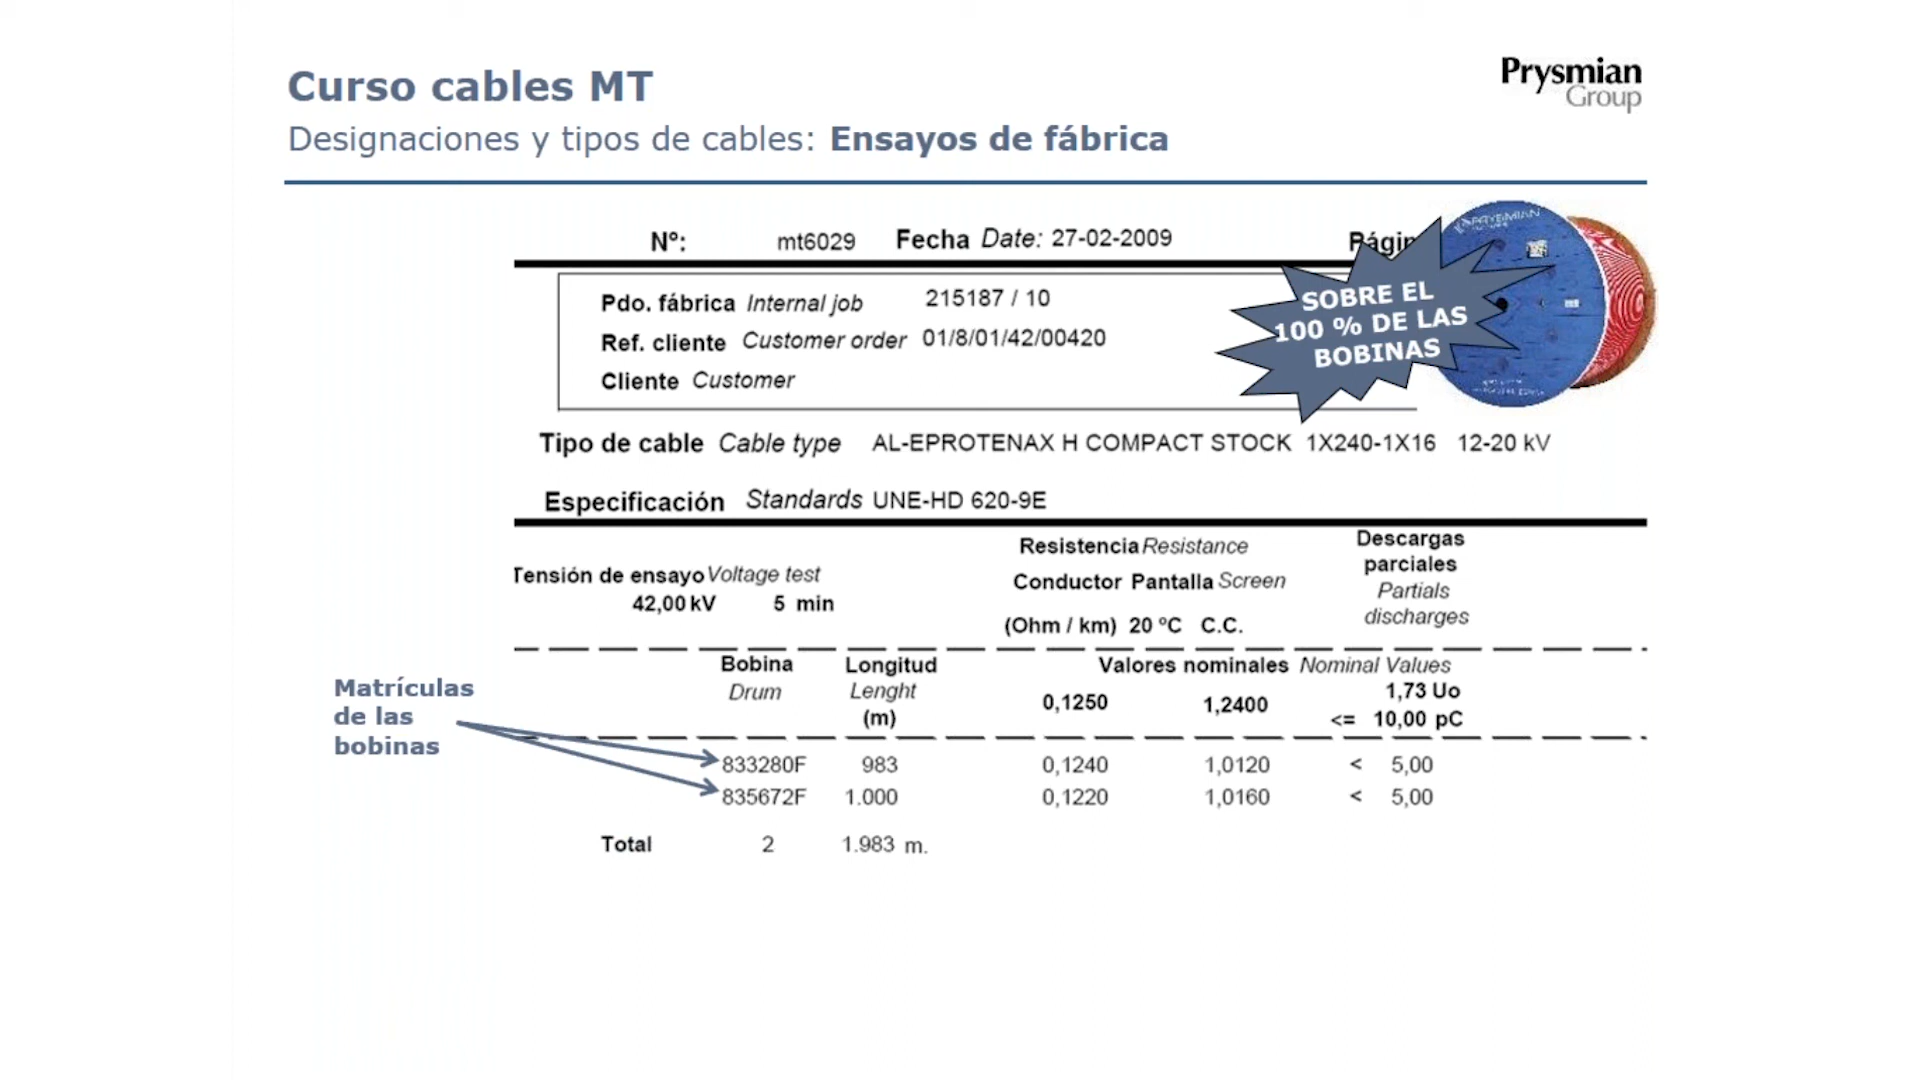 Curso cables MT
Prysmian
Group
Designaciones y tipos de cables: Ensayos de fábrica
Nº: mt6029 Fecha Date: 27-02-2009
PRYSMIAN
Pdo. fábrica Internal job 215187 / 10
Ref. cliente Customer order 01/8/01/42/00420
Cliente Customer
SOBRE EL
100 % DE LAS
BOBINAS
Tipo de cable Cable type AL-EPROTENAX H COMPACT STOCK 1X240-1X16 12-20 kV
Especificación Standards UNE-HD 620-9E
Tensión de ensayo Voltage test
42,00 kV 5 min
Resistencia Resistance
Conductor Pantalla Screen
(Ohm / km) 20 ºC C.C.
Descargas
parciales
Partials
discharges
Bobina Longitud Valores nominales Nominal Values
Drum Lenght 0,1250 1,2400 1,73 Uo
(m) <= 10,00 pC
Matrículas
de las
bobinas
833280F 983 0,1240 1,0120 < 5,00
835672F 1.000 0,1220 1,0160 < 5,00
Total 2 1.983 m.